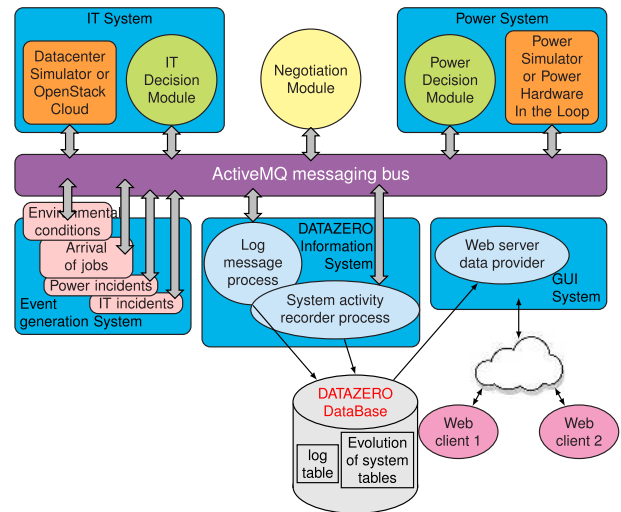 IT System
Datacenter
Simulator or
OpenStack
Cloud
IT
Decision
Module
Negotiation
Module
Power System
Power
Decision
Module
Power
Simulator
or Power
Hardware
In the Loop
ActiveMQ messaging bus
Environmental
conditions
Arrival
of jobs
Power incidents
IT incidents
Event
generation System
Log
message
process
DATAZERO
Information
System
System activity
recorder process
Web server
data provider
GUI
System
DATAZERO
DataBase
log
table
Evolution
of system
tables
Web
client 1
Web
client 2